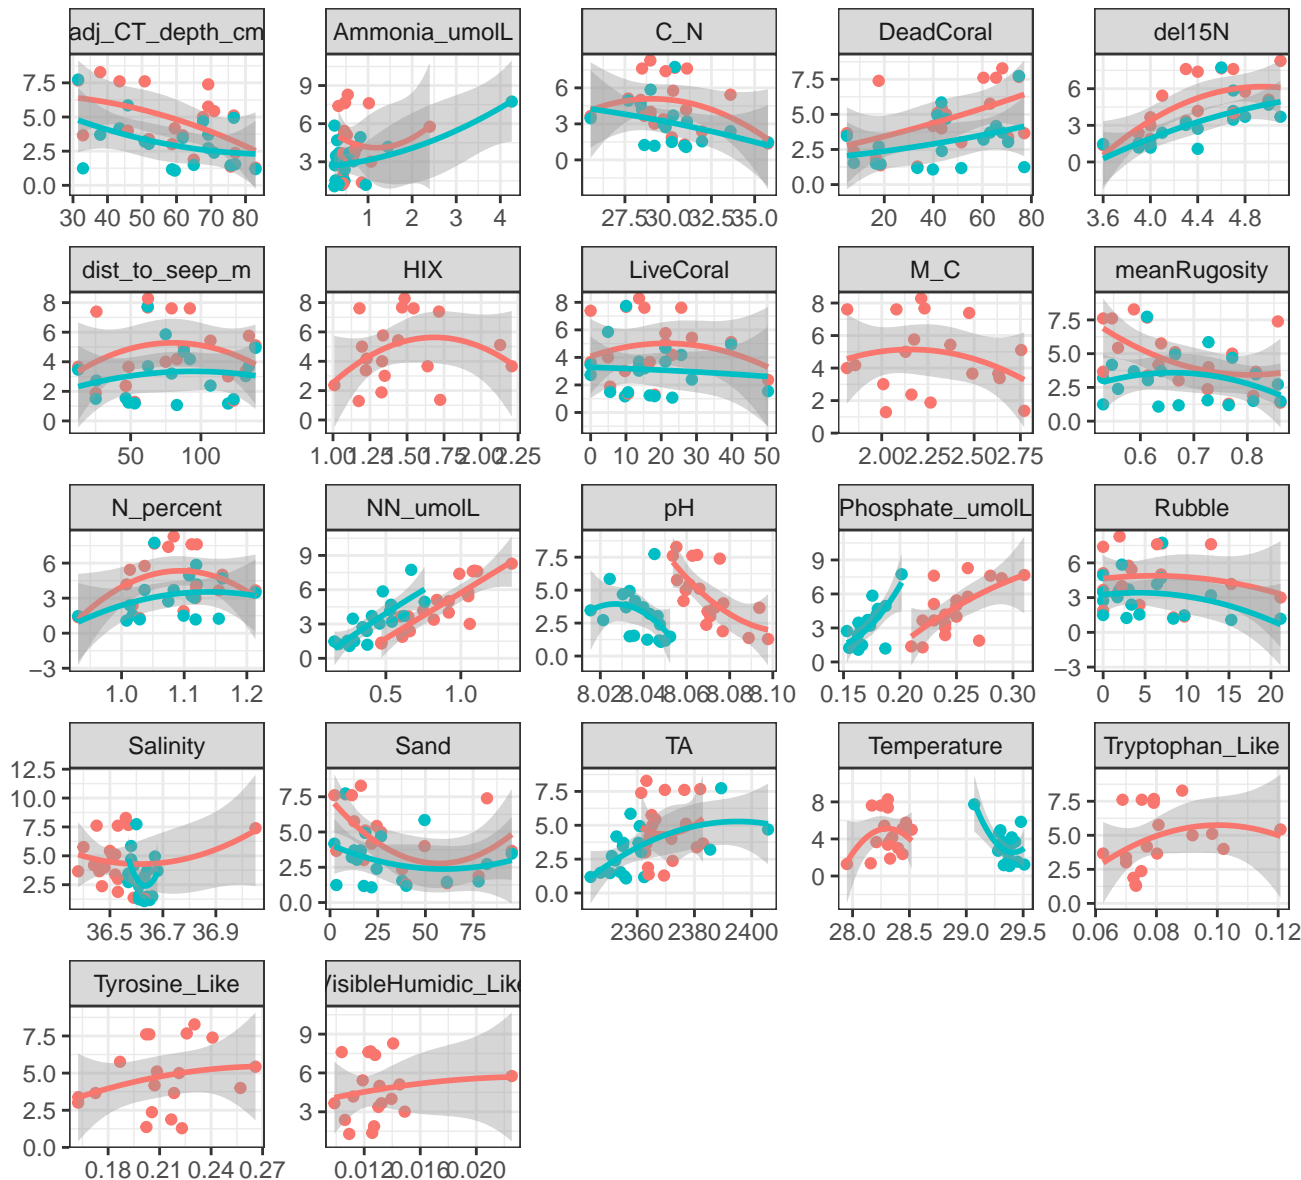 adj_CT_depth_cm Ammonia_umolL C_N DeadCoral del15N
7.5 5.0 2.5 0.0
9 6 3
6 3 0
7.5 5.0 2.5 0.0
6 3 0
30 40 50 60 70 80
1 2 3 4
27.5 30.0 32.5 35.0
20 40 60 80
3.6 4.0 4.4 4.8
dist_to_seep_m HIX LiveCoral M_C meanRugosity
8 6 4 2 0
9 6 3 0
8 6 4 2 0
8 6 4 2 0
7.5 5.0 2.5 0.0
50 100
1.00 1.25 1.50 1.75 2.00 2.25
0 10 20 30 40 50
2.00 2.25 2.50 2.75
0.6 0.7 0.8
N_percent NN_umolL pH Phosphate_umolL Rubble
6 3 0 −3
9 6 3 0
7.5 5.0 2.5 0.0
9 6 3 0
6 3 0 −3
1.0 1.1 1.2
0.5 1.0
8.02 8.04 8.06 8.08 8.10
0.15 0.20 0.25 0.30
0 5 10 15 20
Salinity Sand TA Temperature Tryptophan_Like
12.5 10.0 7.5 5.0 2.5
7.5 5.0 2.5 0.0
7.5 5.0 2.5 0.0
8 4 0
7.5 5.0 2.5 0.0
36.5 36.7 36.9
0 25 50 75
2360 2380 2400
28.0 28.5 29.0 29.5
0.06 0.08 0.10 0.12
Tyrosine_Like VisibleHumidic_Like
7.5 5.0 2.5 0.0
9 6 3
0.18 0.21 0.24 0.27
0.012 0.016 0.020